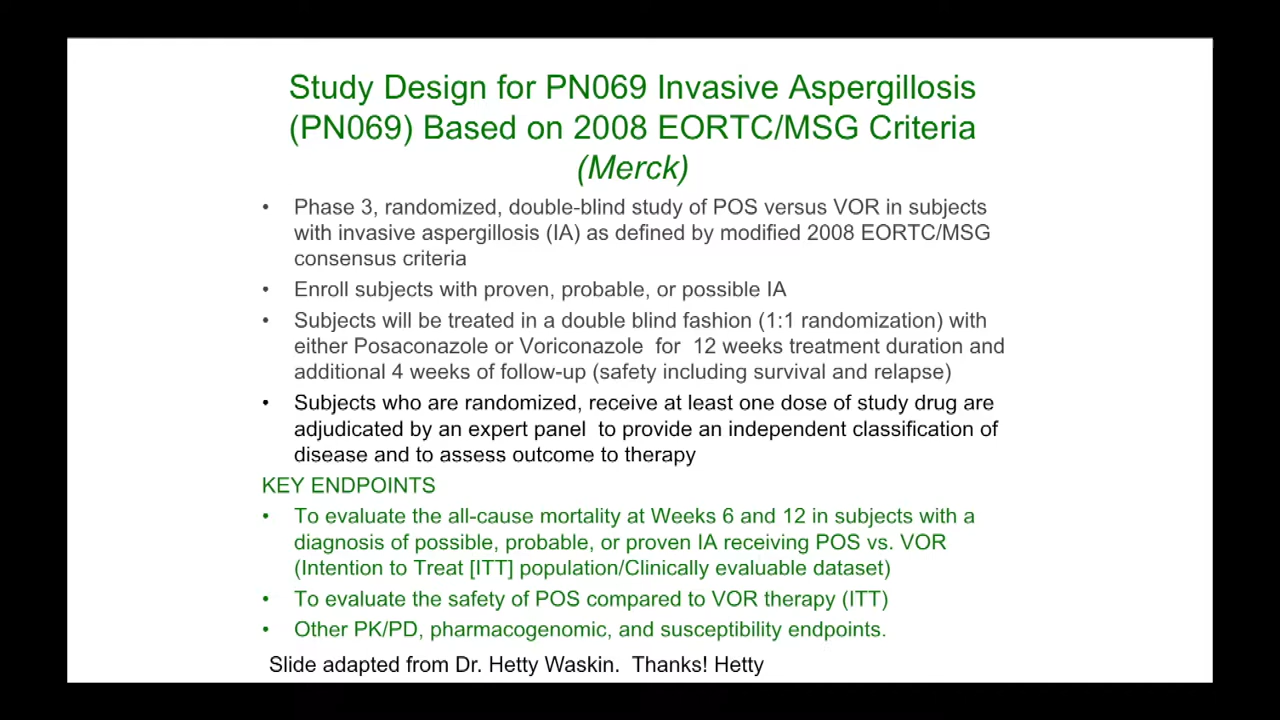 Study Design for PN069 Invasive Aspergillosis
(PN069) Based on 2008 EORTC/MSG Criteria
(Merck)
• Phase 3, randomized, double-blind study of POS versus VOR in subjects
with invasive aspergillosis (IA) as defined by modified 2008 EORTC/MSG
consensus criteria
• Enroll subjects with proven, probable, or possible IA
• Subjects will be treated in a double blind fashion (1:1 randomization) with
either Posaconazole or Voriconazole for 12 weeks treatment duration and
additional 4 weeks of follow-up (safety including survival and relapse)
• Subjects who are randomized, receive at least one dose of study drug are
adjudicated by an expert panel to provide an independent classification of
disease and to assess outcome to therapy
KEY ENDPOINTS
• To evaluate the all-cause mortality at Weeks 6 and 12 in subjects with a
diagnosis of possible, probable, or proven IA receiving POS vs. VOR
(Intention to Treat [ITT] population/Clinically evaluable dataset)
• To evaluate the safety of POS compared to VOR therapy (ITT)
• Other PK/PD, pharmacogenomic, and susceptibility endpoints.
Slide adapted from Dr. Hetty Waskin. Thanks! Hetty